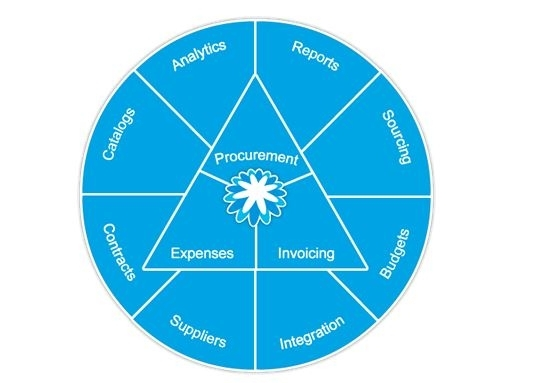 Analytics
Reports
Catalogs
Sourcing
Procurement
Contracts
Expenses
Invoicing
Budgets
Suppliers
Integration